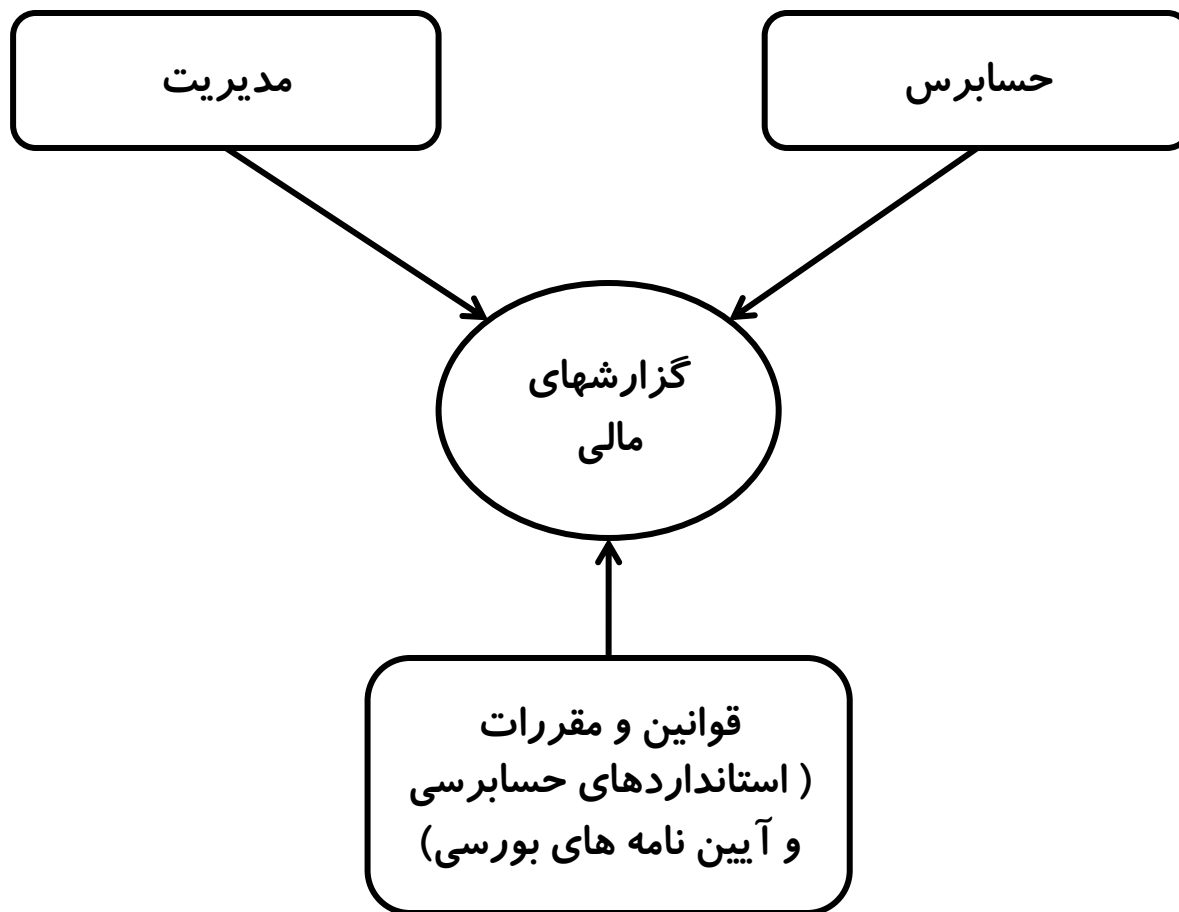 حسابرس
مدیریت
گزارشهای
مالی
قوانین و مقررات
( استانداردهای حسابرسی
و آیین نامه های بورسی)